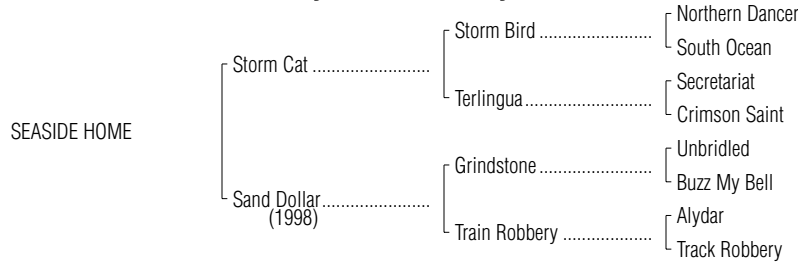 Northern Dancer
Storm Bird ........................
South Ocean
Storm Cat ........................
Secretariat
Terlingua...........................
Crimson Saint
SEASIDE HOME
Unbridled
Grindstone ........................
Buzz My Bell
Sand Dollar......................
(1998)
Alydar
Train Robbery ..................
Track Robbery